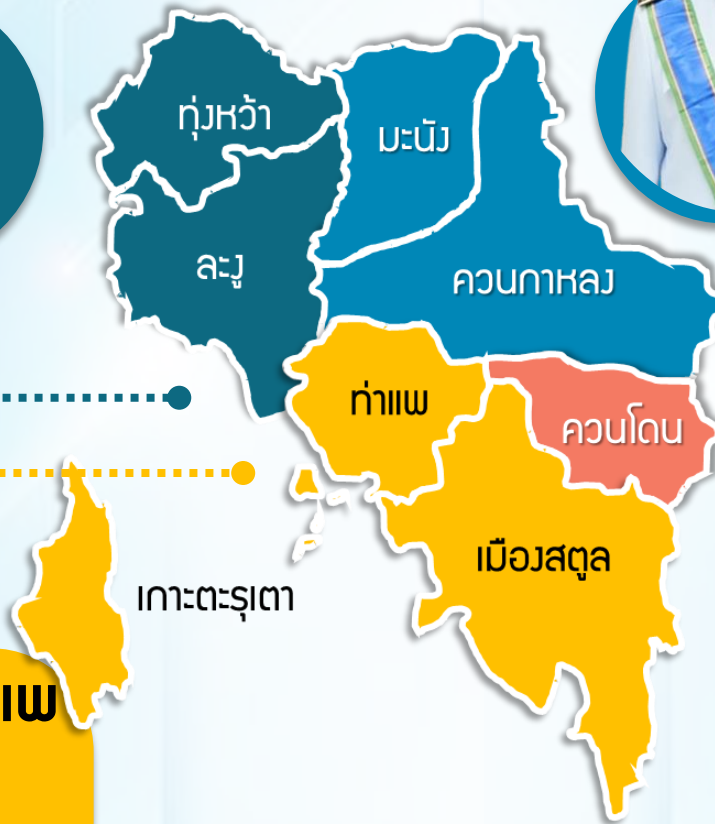 ทุ่งหว้า
มะนัง
ละงู
ควนกาหลง
ท่าแพ
ควนโดน
เมืองสตูล
เกาะตะรุเตา
แพ